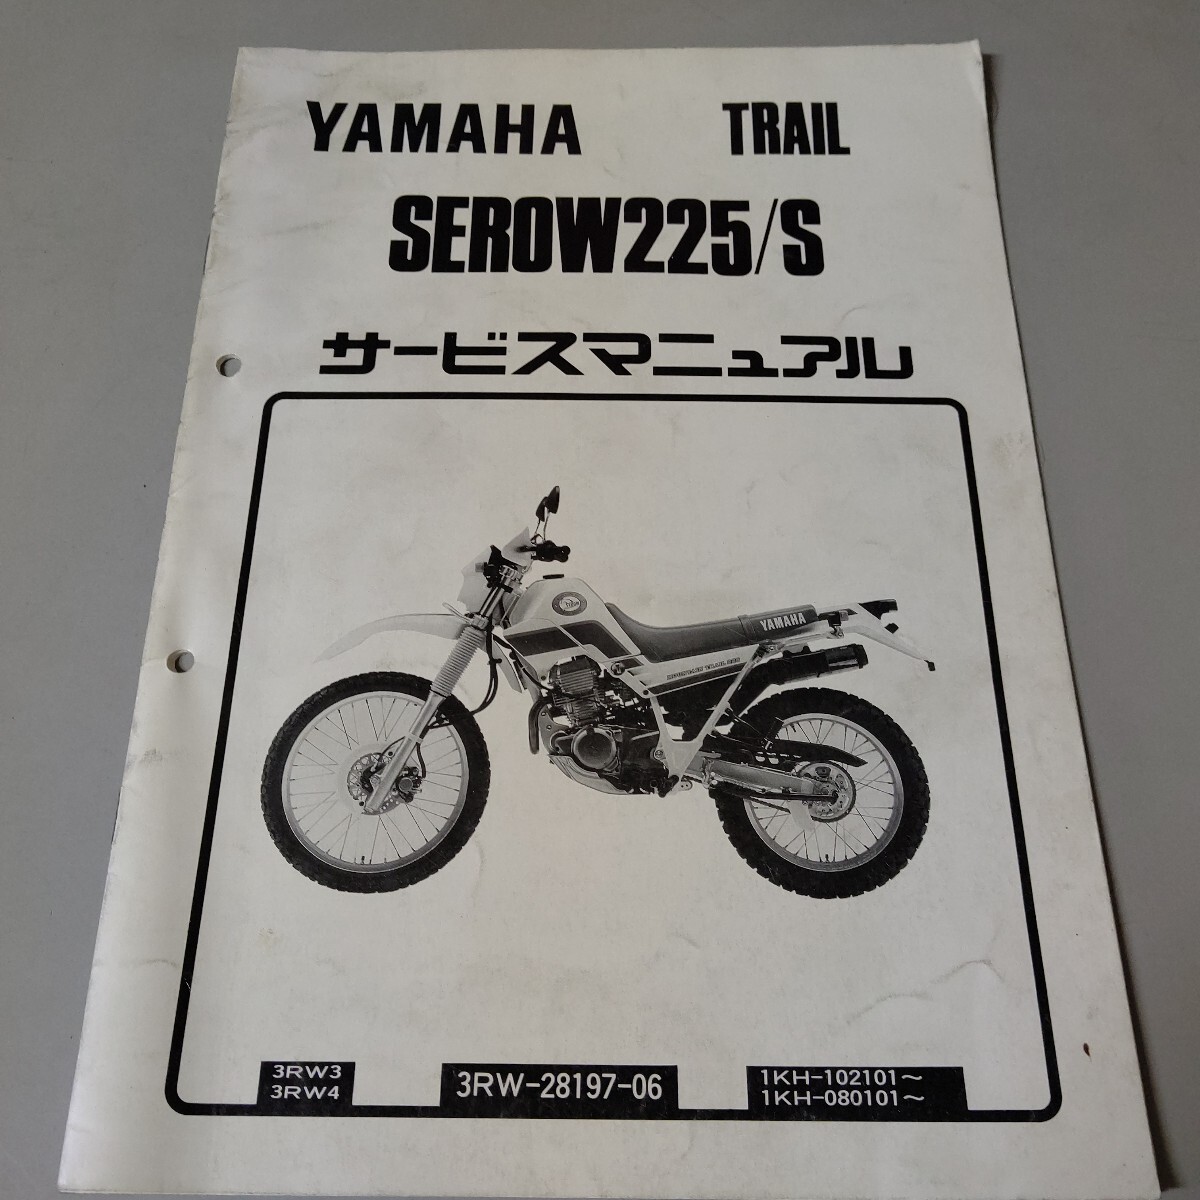 YAMAHA TRAIL
SEROW225/S
サービスマニュアル
YAMAHA
3RW3
3RW4
3RW-28197-06
1KH-102101～
1KH-080101～